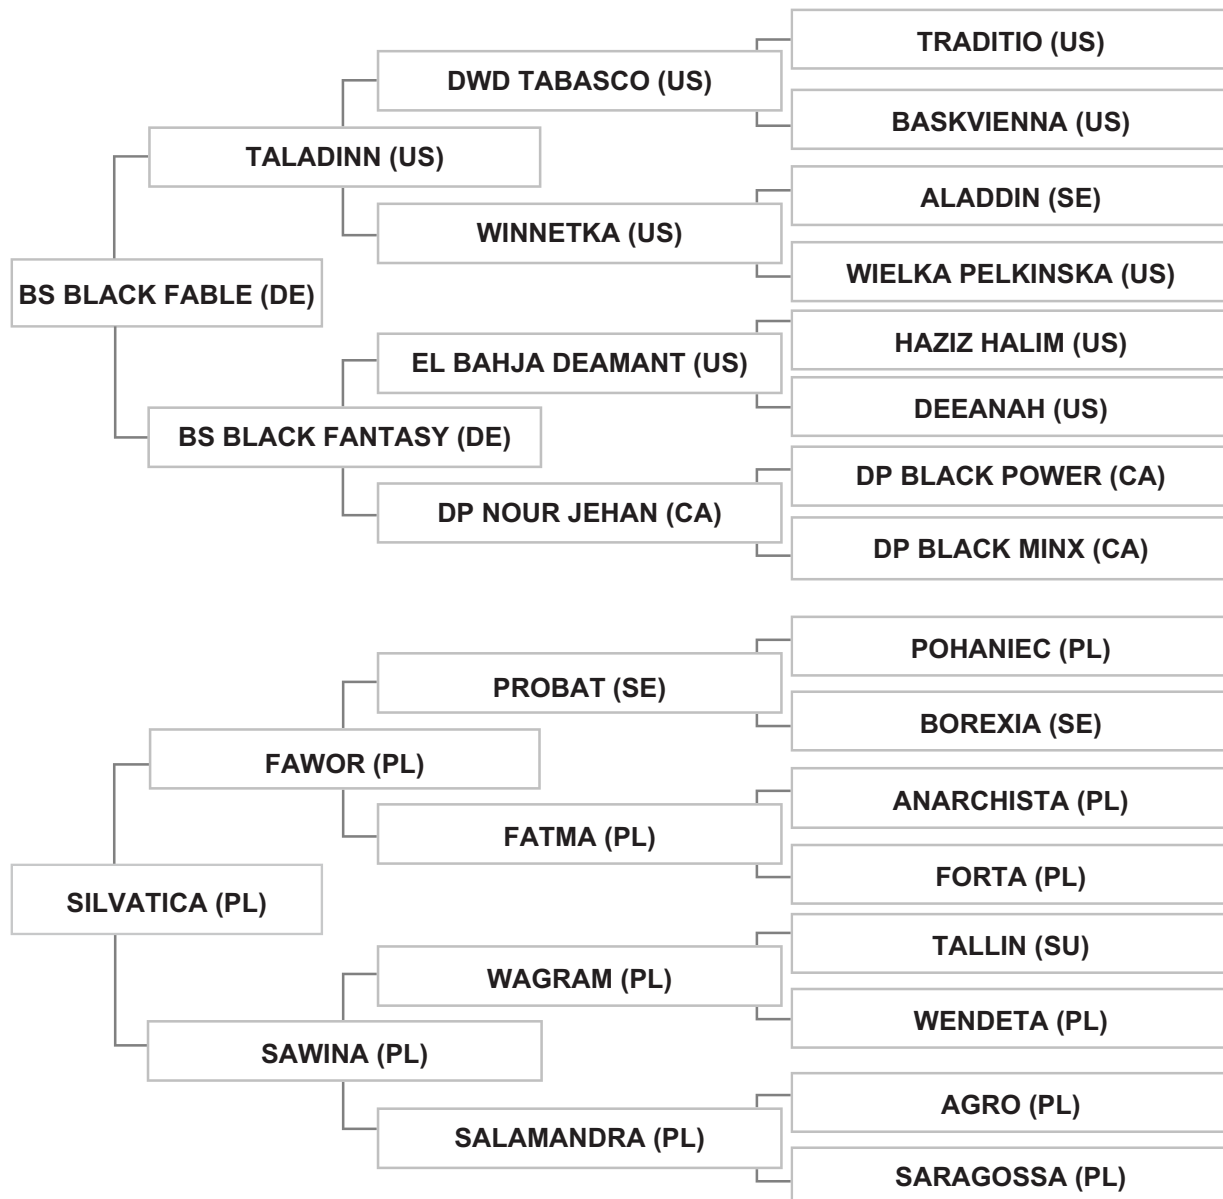 TRADITIO (US)
DWD TABASCO (US)
BASKVIENNA (US)
TALADINN (US)
ALADDIN (SE)
WINNETKA (US)
WIELKA PELKINSKA (US)
BS BLACK FABLE (DE)
HAZIZ HALIM (US)
EL BAHJA DEAMANT (US)
DEEANAH (US)
BS BLACK FANTASY (DE)
DP BLACK POWER (CA)
DP NOUR JEHAN (CA)
DP BLACK MINX (CA)
POHANIEC (PL)
PROBAT (SE)
BOREXIA (SE)
FAWOR (PL)
ANARCHISTA (PL)
FATMA (PL)
FORTA (PL)
SILVATICA (PL)
TALLIN (SU)
WAGRAM (PL)
WENDETA (PL)
SAWINA (PL)
AGRO (PL)
SALAMANDRA (PL)
SARAGOSSA (PL)